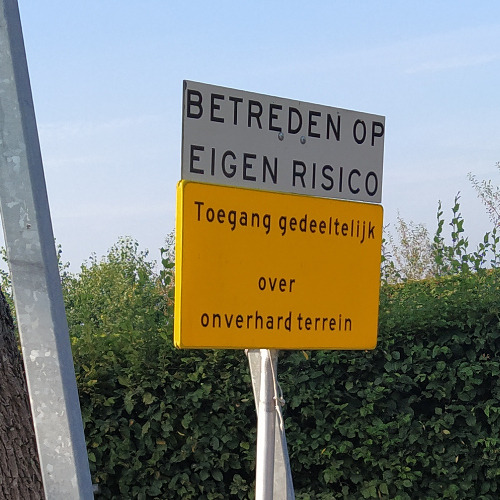 BETREDEN OP
EIGEN RISICO
Toegang gedeeltelijk
over
onverhard terrein